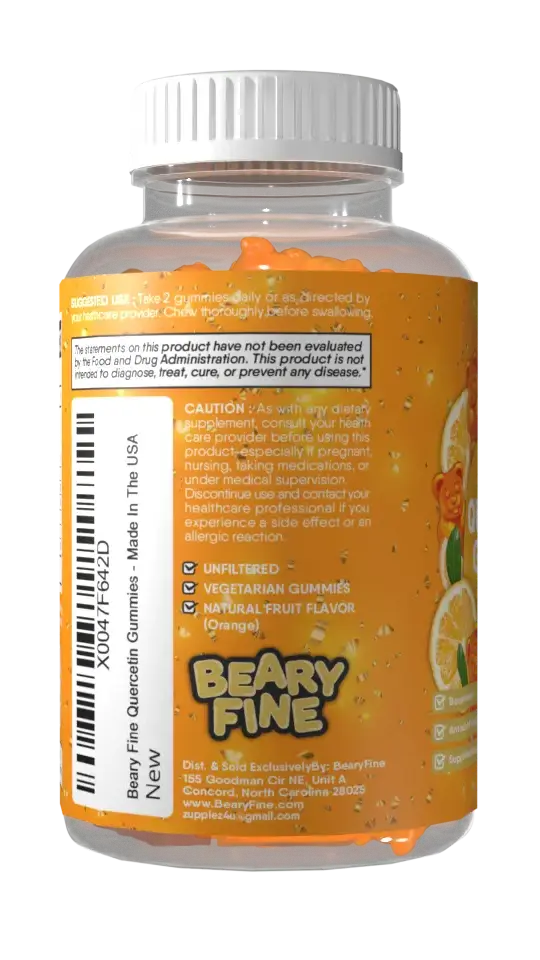 SUGGESTED USE : Take 2 gummies daily or as directed by
your healthcare provider. Chew thoroughly before swallowing.
The statements on this product have not been evaluated
by the Food and Drug Administration. This product is not
intended to diagnose, treat, cure, or prevent any disease.*
CAUTION : As with any dietary
supplement, consult your health
care provider before using this
product especially if pregnant,
nursing, taking medications, or
under medical supervision.
Discontinue use and contact your
healthcare professional if you
experience a side effect or an
allergic reaction.
UNFILTERED
VEGETARIAN GUMMIES
NATURAL FRUIT FLAVOR
(Orange)
BEARY
FINE
Dist. & Sold ExclusivelyBy: BearyFine
155 Goodman Cir NE, Unit A
Concord, North Carolina 28025
www.BearyFine.com
zupplez4u@gmail.com
X0047F642D
Beary Fine Quercetin Gummies - Made In The USA
New